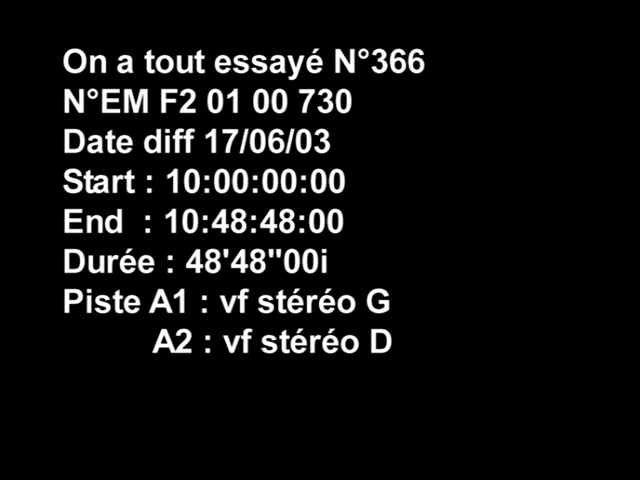 On a tout essayé N°366
N°EM F2 01 00 730
Date diff 17/06/03
Start : 10:00:00:00
End  : 10:48:48:00
Durée : 48'48"00i
Piste A1 : vf stéréo G
A2 : vf stéréo D